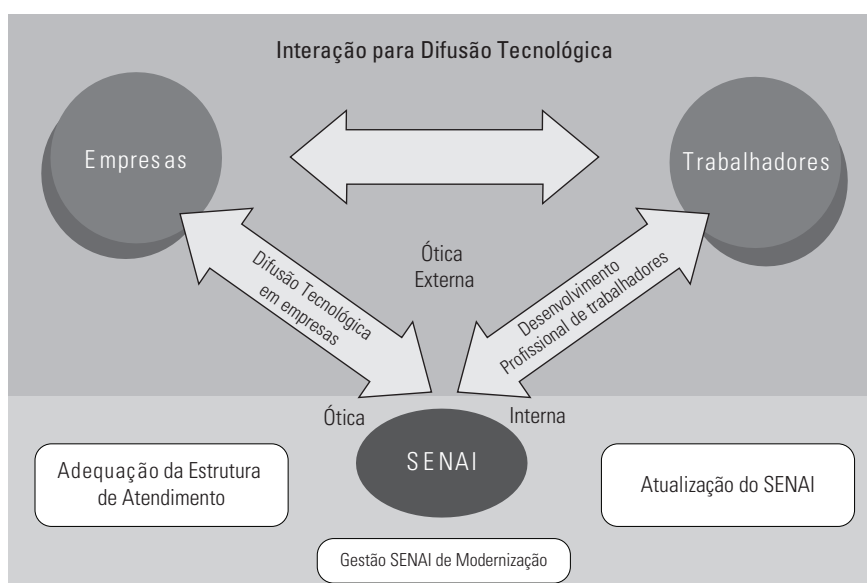 Interação para Difusão Tecnológica
Empresas
Trabalhadores
Ótica
Externa
Difusão Tecnológica
em empresas
Desenvolvimento
Profissional de trabalhadores
Ótica
Interna
SENAI
Adequação da Estrutura
de Atendimento
Atualização do SENAI
Gestão SENAI de Modernização